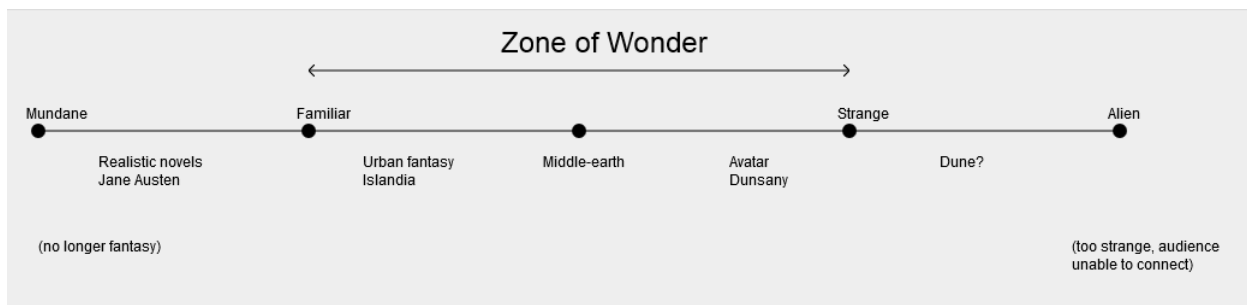 Zone of Wonder
Mundane
Familiar
Strange
Alien
Realistic novels
Jane Austen
Urban fantasy
Islandia
Middle-earth
Avatar
Dunsany
Dune?
(no longer fantasy)
(too strange, audience
unable to connect)